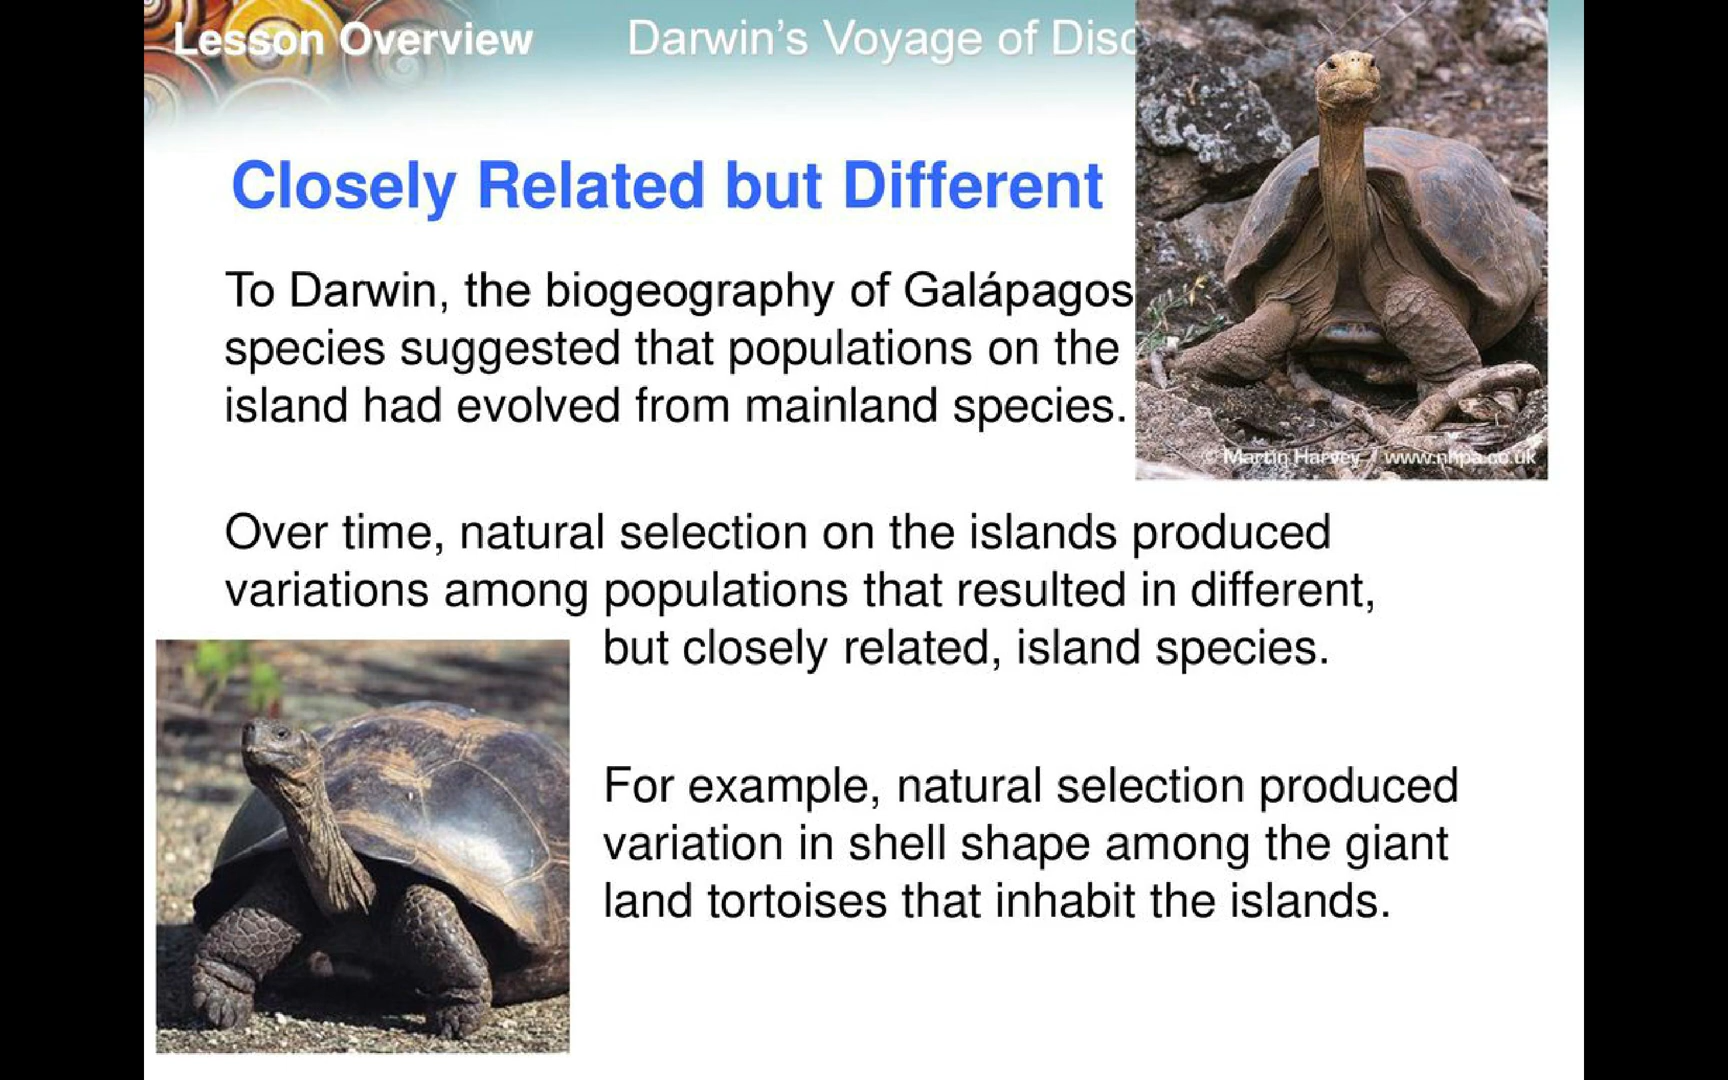 Lesson Overview
Darwin's Voyage of
Closely Related but Different
To Darwin, the biogeography of Galápagos
species suggested that populations on the
island had evolved from mainland species.
© Martin Harvey / www.nhpa.co.uk
Over time, natural selection on the islands produced
variations among populations that resulted in different,
but closely related, island species.
For example, natural selection produced
variation in shell shape among the giant
land tortoises that inhabit the islands.